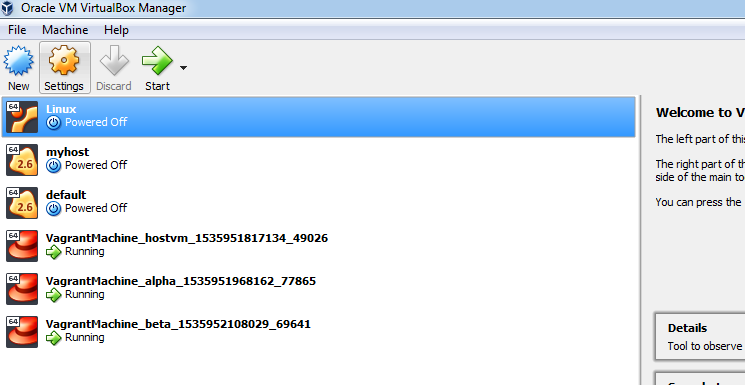 Oracle VM VirtualBox Manager
File Machine Help
New Settings Discard Start
64 Linux
Powered Off
64 2.6 myhost
Powered Off
64 2.6 default
Powered Off
64 VagrantMachine_hostvm_1535951817134_49026
Running
64 VagrantMachine_alpha_1535951968162_77865
Running
64 VagrantMachine_beta_1535952108029_69641
Running
Welcome to V
The left part of this
The right part of th
side of the main to
You can press the
Details
Tool to observe